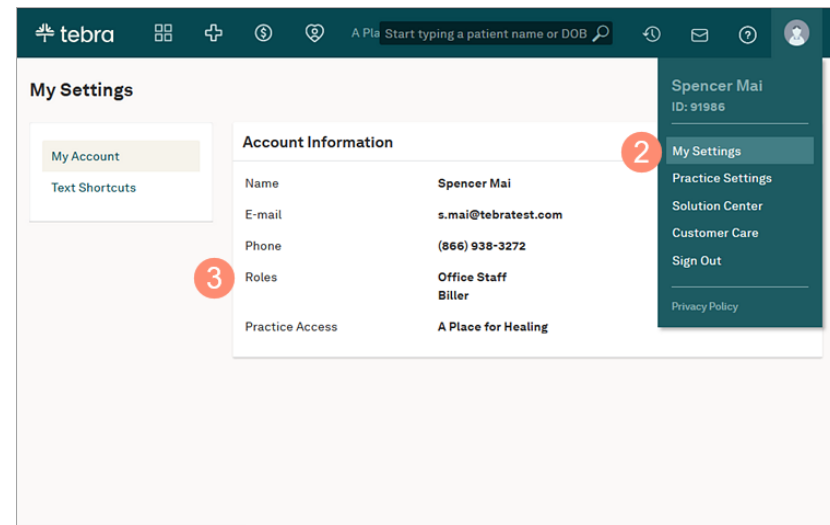 tebra
A Pla Start typing a patient name or DOB
My Settings
Spencer Mai
ID: 91986
My Account
Text Shortcuts
Account Information
Name Spencer Mai
E-mail s.mai@tebratest.com
Phone (866) 938-3272
3 Roles Office Staff
Biller
Practice Access A Place for Healing
2 My Settings
Practice Settings
Solution Center
Customer Care
Sign Out
Privacy Policy